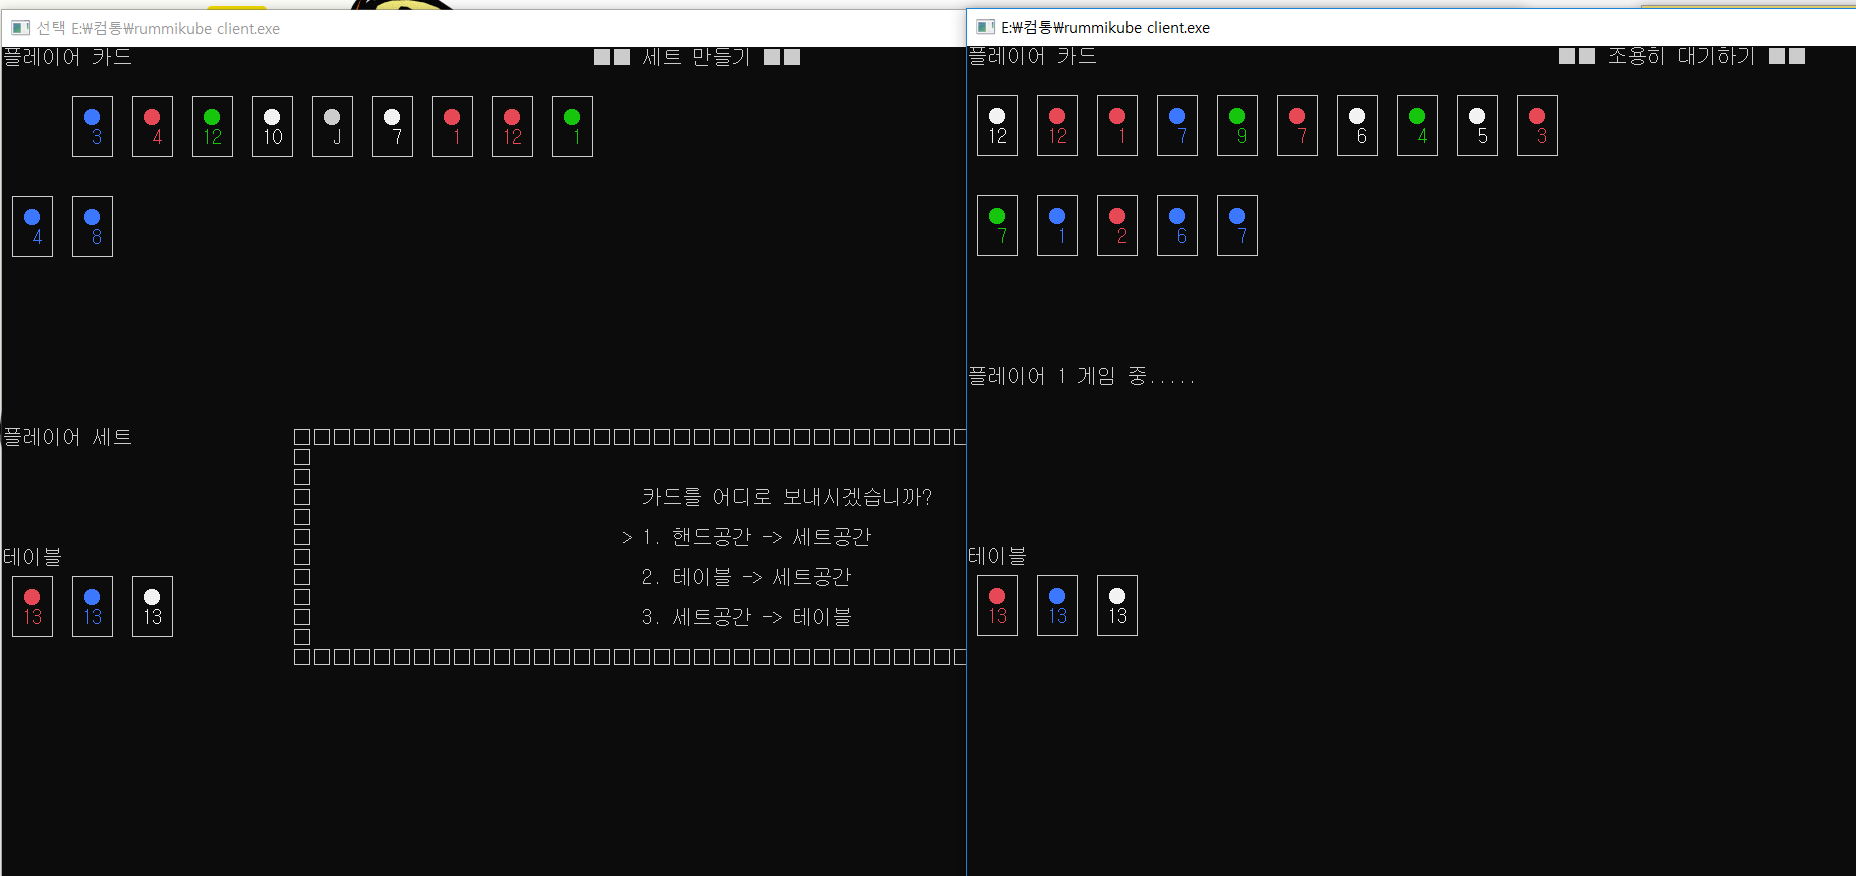 선택 E:\컴통\rummikube client.exe
플레이어 카드 ■■ 세트 만들기 ■■
3 4 12 10 J 7 1 12 1
4 8
플레이어 세트
카드를 어디로 보내시겠습니까?
> 1. 핸드공간 -> 세트공간
2. 테이블 -> 세트공간
3. 세트공간 -> 테이블
테이블
13 13 13
E:\컴통\rummikube client.exe
플레이어 카드 ■■ 조용히 대기하기 ■■
12 12 1 7 9 7 6 4 5 3
7 1 2 6 7
플레이어 1 게임 중.....
테이블
13 13 13